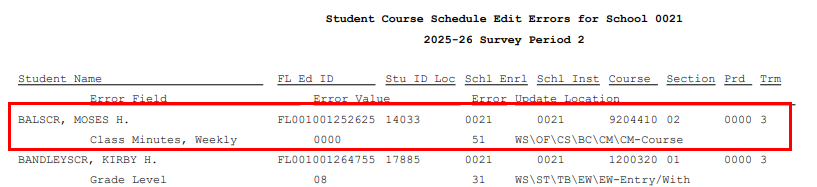 Student Course Schedule Edit Errors for School 0021
2025-26 Survey Period 2
Student Name FL Ed ID Stu ID Loc Schl Enrl Schl Inst Course Section Prd Trm
Error Field Error Value Error Update Location
BALSCR, MOSES H. FL001001252625 14033 0021 0021 9204410 02 0000 3
Class Minutes, Weekly 0000 51 WS\OF\CS\BC\CM\CM-Course
BANDLEYSCR, KIRBY H. FL001001264755 17885 0021 0021 1200320 01 0000 3
Grade Level 08 31 WS\ST\TB\EW\EW-Entry/With